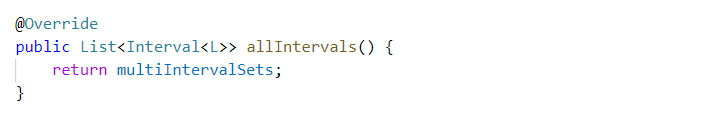 @Override
public List<Interval<L>> allIntervals() {
    return multiIntervalSets;
}